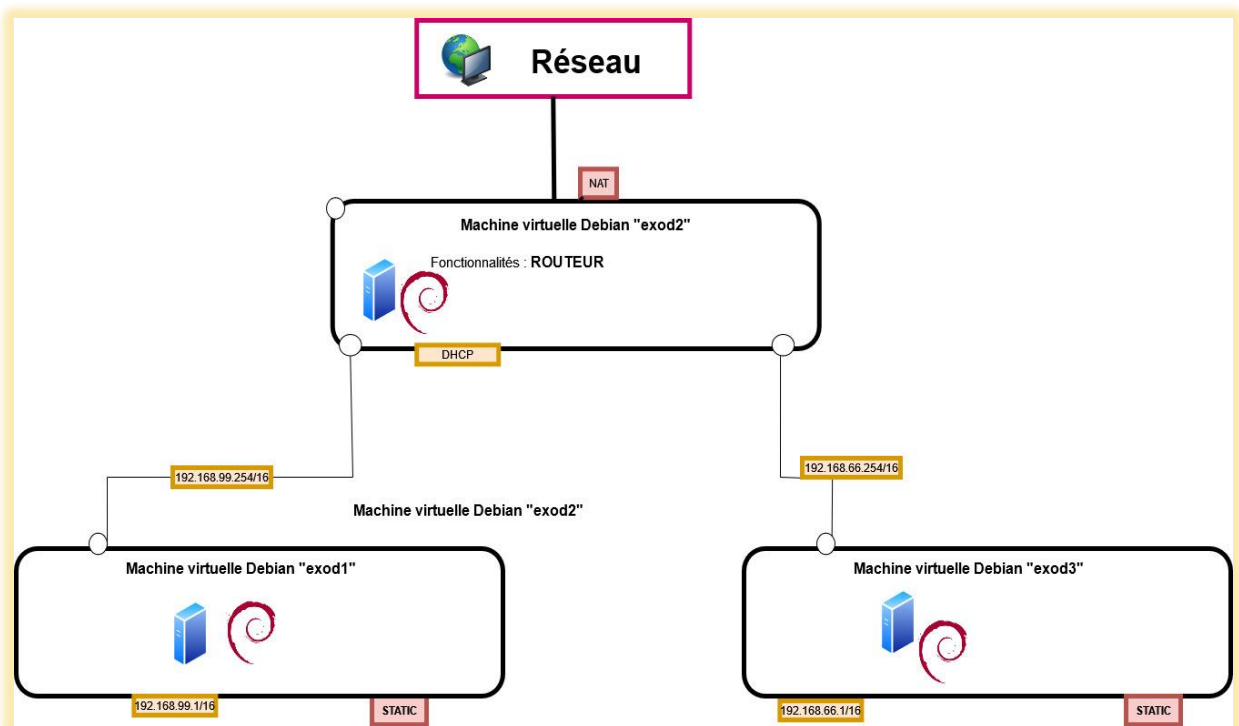 Réseau
NAT
Machine virtuelle Debian "exod2"
Fonctionnalités : ROUTEUR
DHCP
192.168.99.254/16
192.168.66.254/16
Machine virtuelle Debian "exod2"
Machine virtuelle Debian "exod1"
Machine virtuelle Debian "exod3"
192.168.99.1/16
STATIC
192.168.66.1/16
STATIC